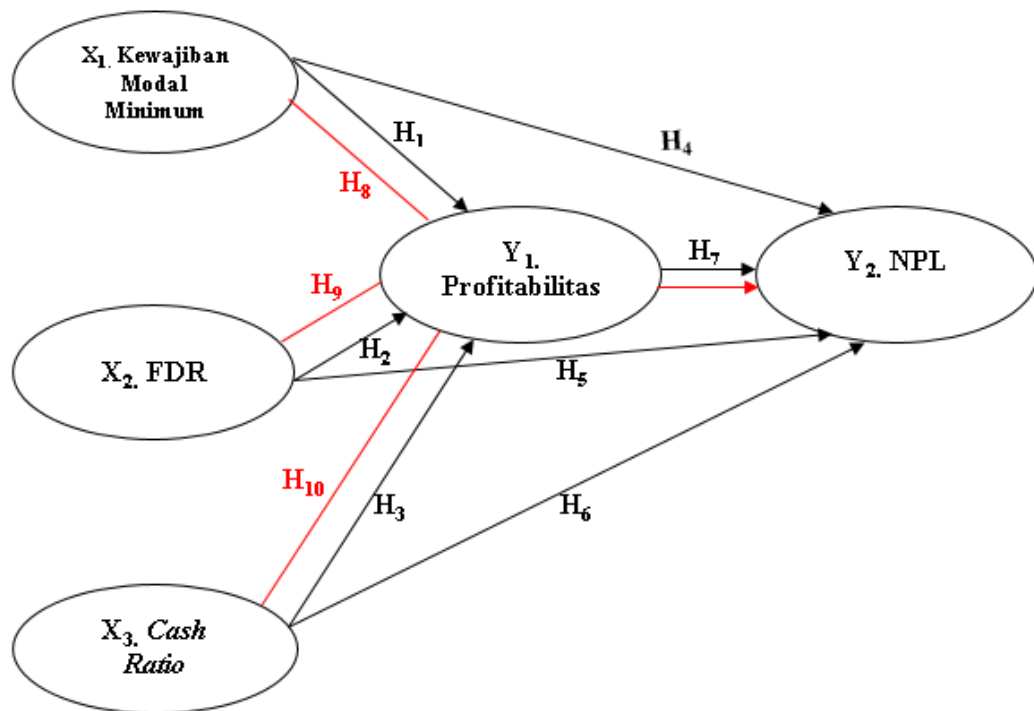 X₁. Kewajiban
Modal
Minimum
H₁
H₄
H₈
Y₁.
Profitabilitas
H₇
Y₂. NPL
H₉
H₂
X₂. FDR
H₅
H₁₀
H₃
H₆
X₃. Cash
Ratio